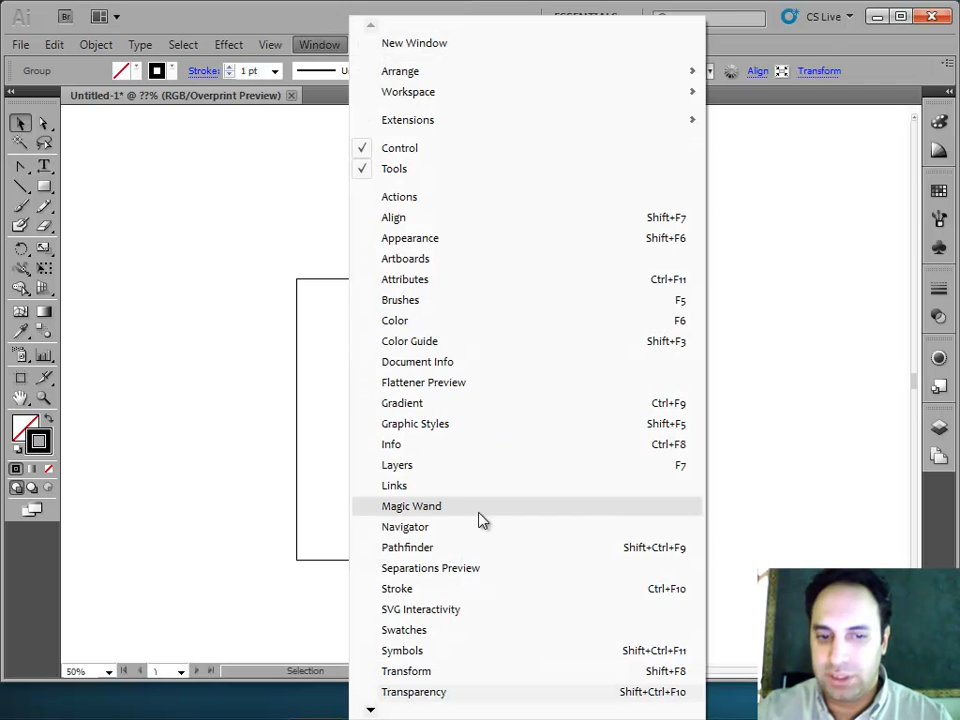 Ai Br ESSENTIALS CS Live
File Edit Object Type Select Effect View Window
Group Stroke: 1 pt Align Transform
Untitled-1* @ ??% (RGB/Overprint Preview)
New Window
Arrange
Workspace
Extensions
Control
Tools
Actions
Align Shift+F7
Appearance Shift+F6
Artboards
Attributes Ctrl+F11
Brushes F5
Color F6
Color Guide Shift+F3
Document Info
Flattener Preview
Gradient Ctrl+F9
Graphic Styles Shift+F5
Info Ctrl+F8
Layers F7
Links
Magic Wand
Navigator
Pathfinder Shift+Ctrl+F9
Separations Preview
Stroke Ctrl+F10
SVG Interactivity
Swatches
Symbols Shift+Ctrl+F11
Transform Shift+F8
Transparency Shift+Ctrl+F10
50% Selection